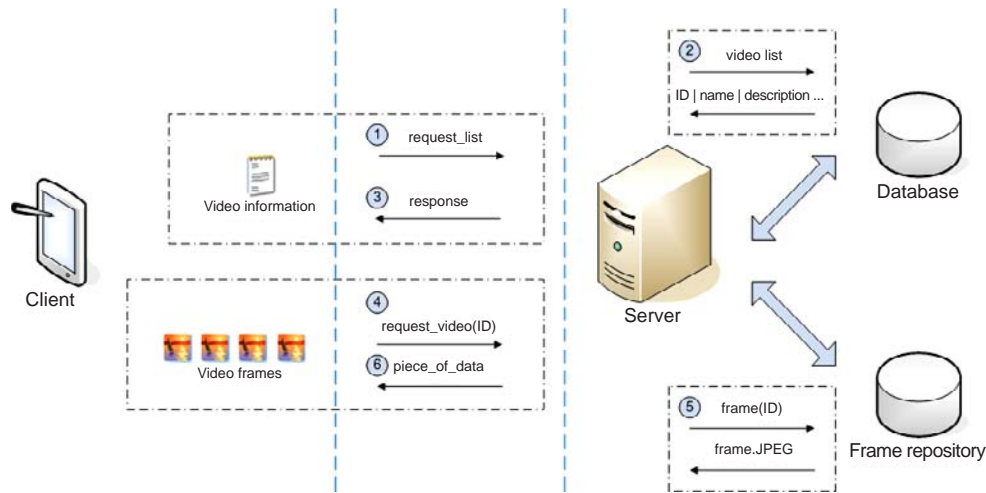 2
video list
ID | name | description ...
Database
1
request_list
Video information
3
response
Client
Server
4
request_video(ID)
Video frames
6
piece_of_data
5
frame(ID)
frame.JPEG
Frame repository